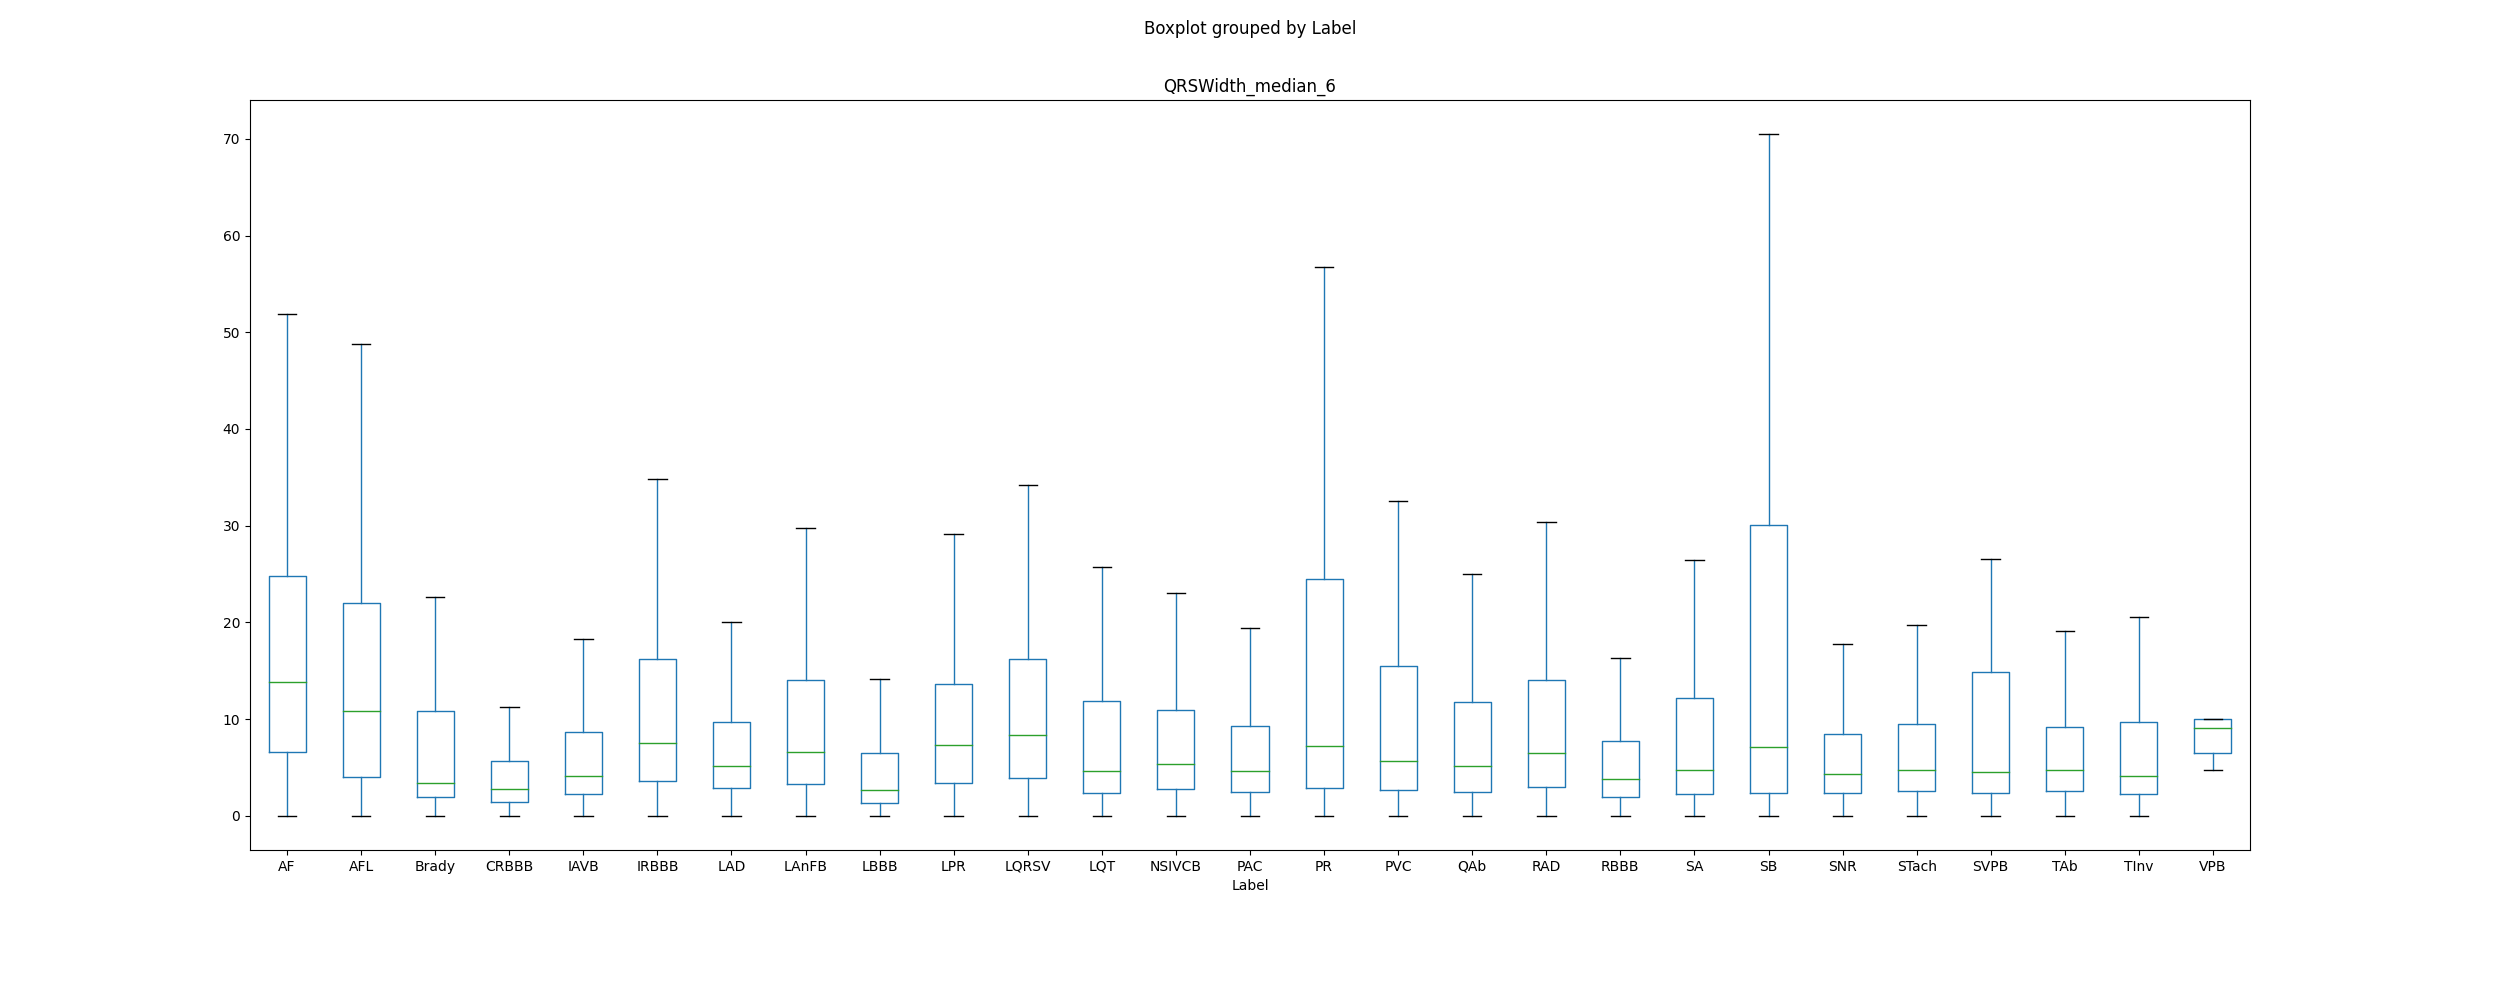 Boxplot grouped by Label
QRSWidth_median_6
70
60
50
40
30
20
10
0
AF AFL Brady CRBBB IAVB IRBBB LAD LAnFB LBBB LPR LQRSV LQT NSIVCB PAC PR PVC QAb RAD RBBB SA SB SNR STach SVPB TAb TInv VPB
Label